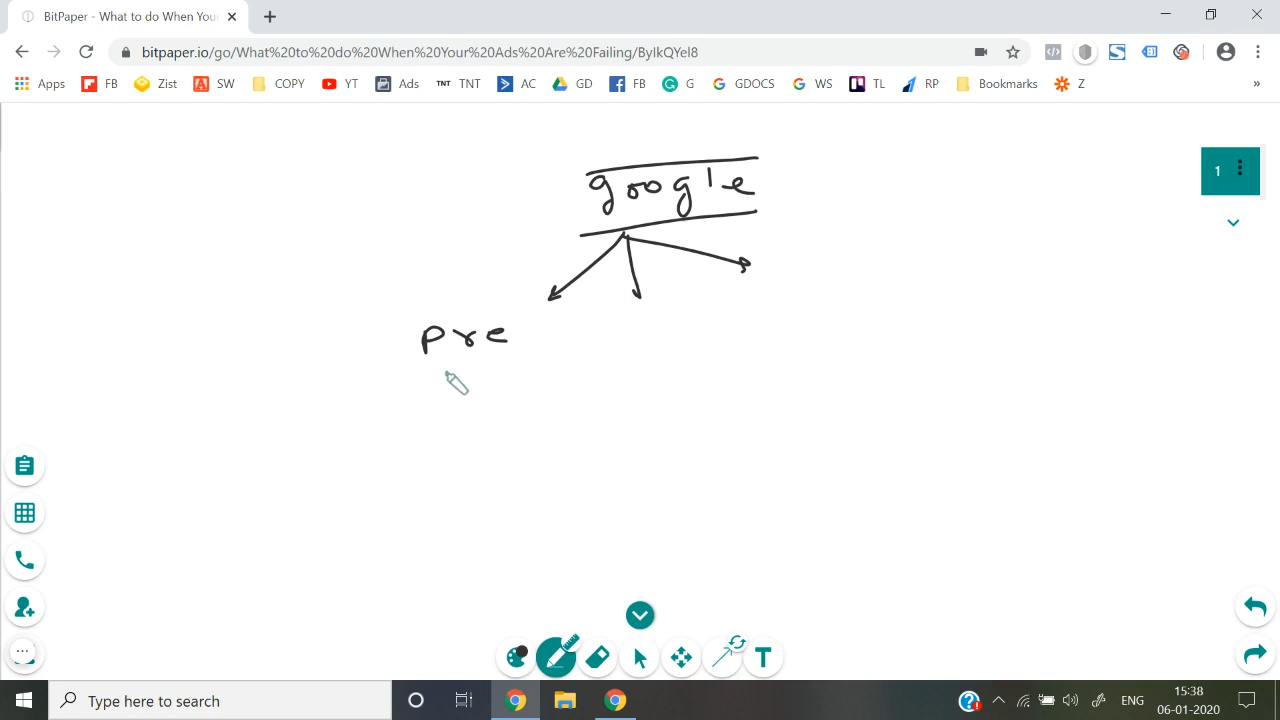 BitPaper - What to do When Your
bitpaper.io/go/What%20to%20do%20When%20Your%20Ads%20Are%20Failing/BylkQYel8
Apps FB Zist SW COPY YT Ads TNT TNT AC GD FB G GDOCS WS TL RP Bookmarks Z »
google
1
pre
T
Type here to search
ENG
15:38
06-01-2020